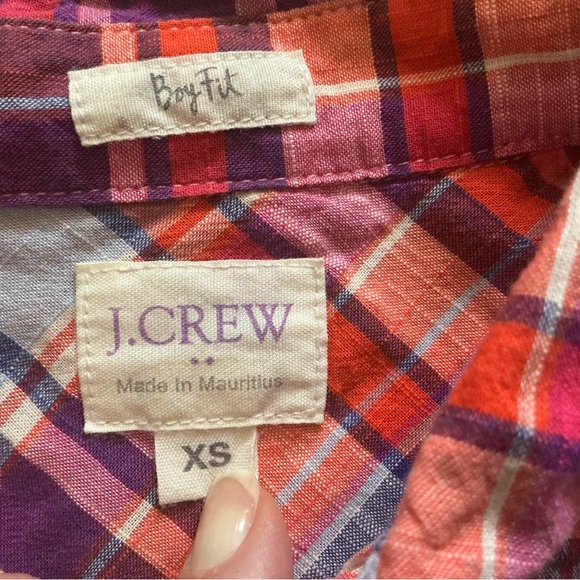 Boy Fit
J.CREW
Made In Mauritius
XS